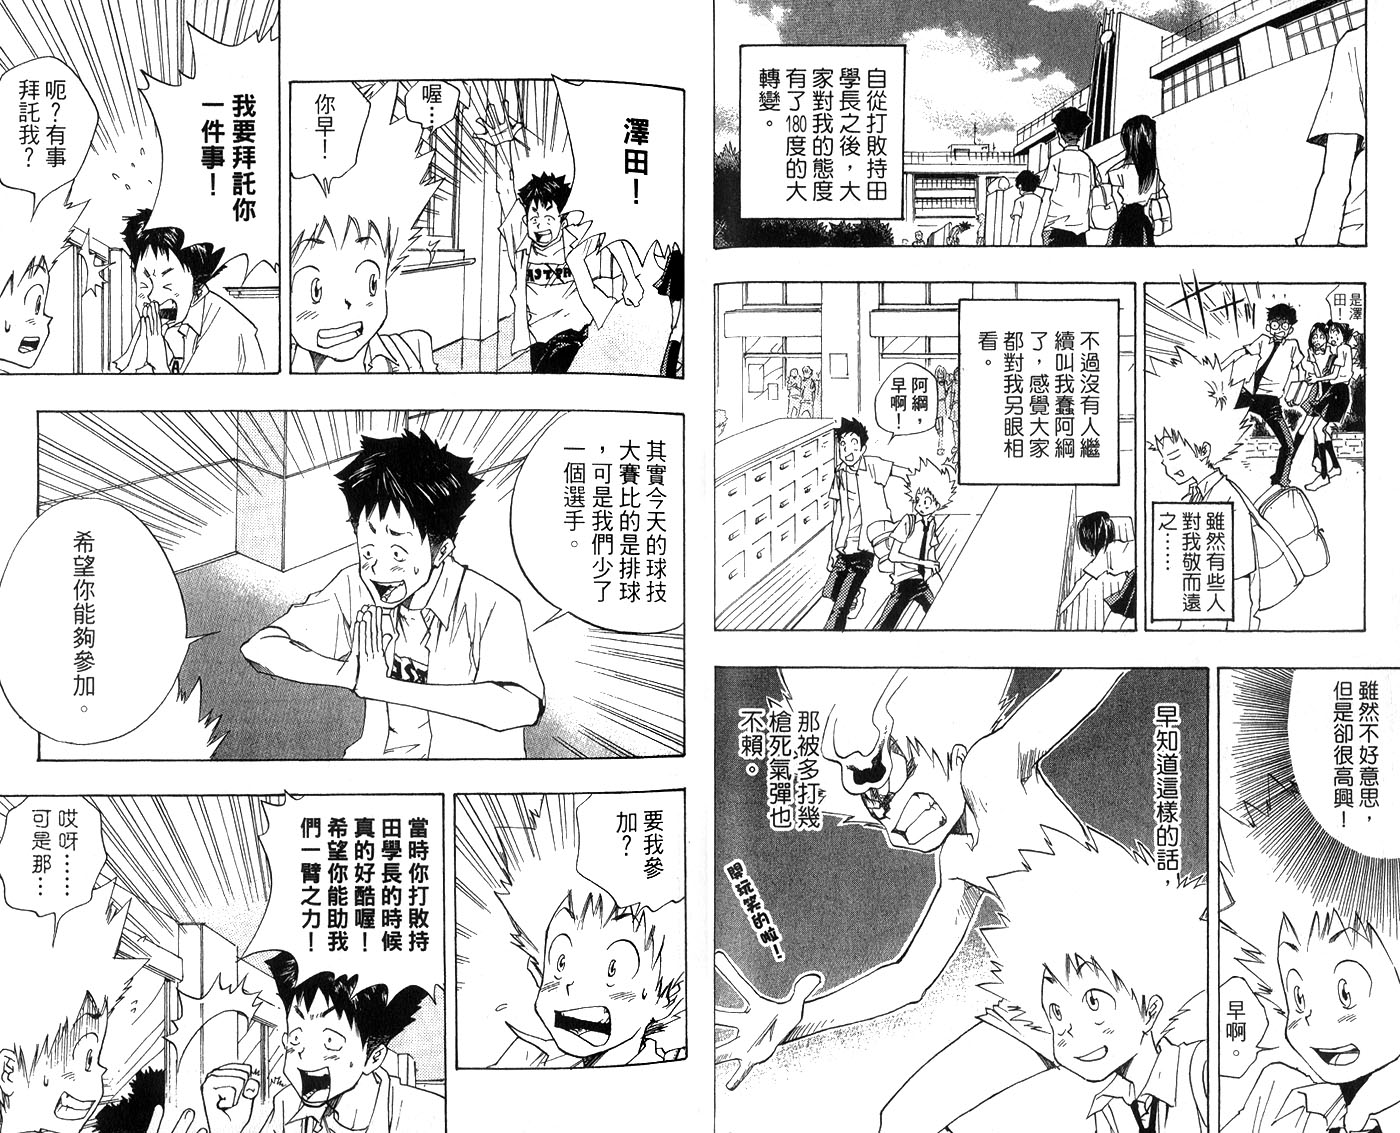 自從打敗持田
學長之後，大
家對我的態度
有了180度的大
轉變。
是澤
田！
雖然有些人
對我敬而遠
之……
不過沒有人繼
續叫我蠢阿綱
了，感覺大家
都對我另眼相
看。
阿綱，
早啊！
雖然不好意思，
但是卻很高興！
早啊。
早知道這樣的話，
那被多打幾
槍死氣彈也
不賴。
開玩笑的啦！
澤田！
喔…
你早！
我要拜託你
一件事！
呃？有事
拜託我？
其實今天的球技
大賽比的是排球
，可是我們少了
一個選手。
希望你能夠參加。
要我參
加？
當時你打敗持
田學長的時候
真的好酷喔！
希望你能助我
們一臂之力！
哎呀……
可是那…